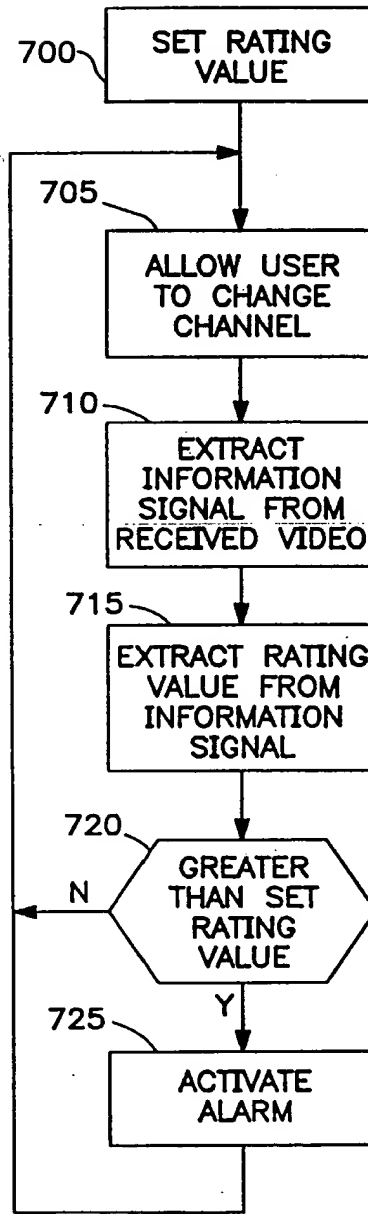 700
SET RATING
VALUE
705
ALLOW USER
TO CHANGE
CHANNEL
710
EXTRACT
INFORMATION
SIGNAL FROM
RECEIVED VIDEO
715
EXTRACT RATING
VALUE FROM
INFORMATION
SIGNAL
720
GREATER
THAN SET
RATING
VALUE
N
Y
725
ACTIVATE
ALARM